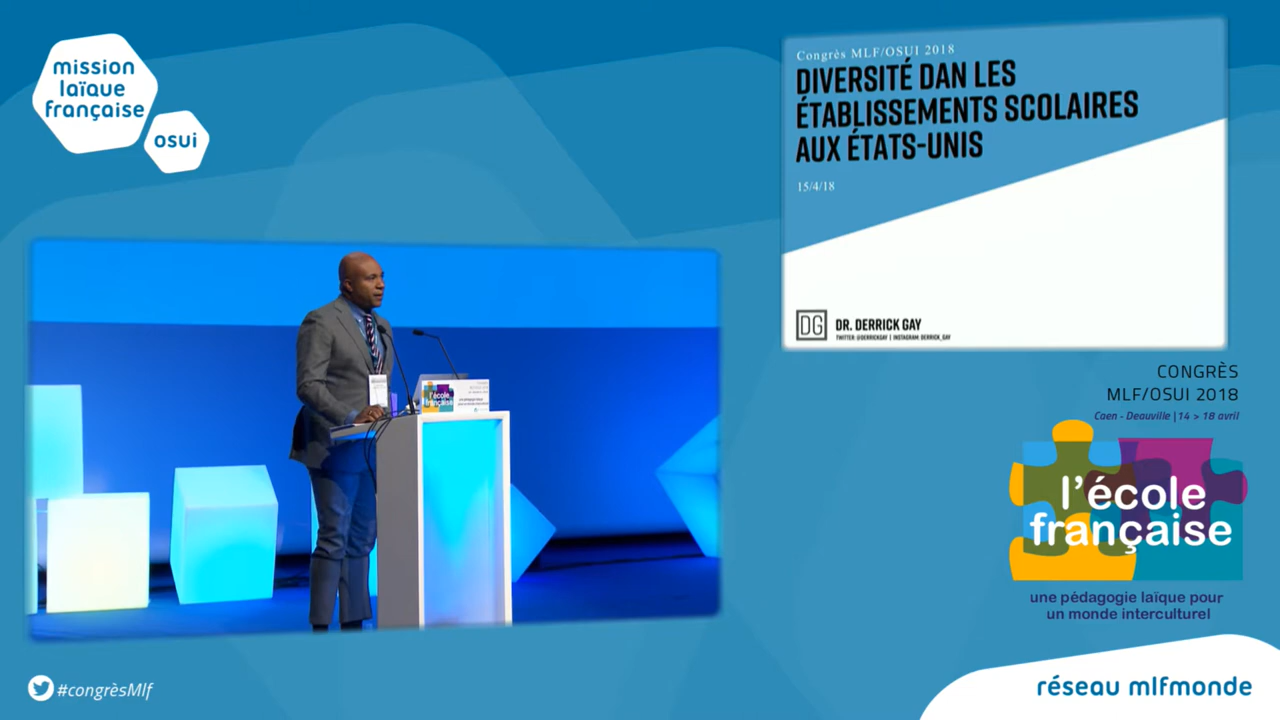 mission
laïque
française
osui
Congrès MLF/OSUI 2018
DIVERSITÉ DAN LES
ÉTABLISSEMENTS SCOLAIRES
AUX ÉTATS-UNIS
15/4/18
DG
DR. DERRICK GAY
TWITTER: @DERRICKGAY | INSTAGRAM: DERRICK_GAY
l'école
française
CONGRÈS
MLF/OSUI 2018
Caen - Deauville | 14 > 18 avril
l'école
française
une pédagogie laïque pour
un monde interculturel
#congrèsMlf
réseau mlfmonde